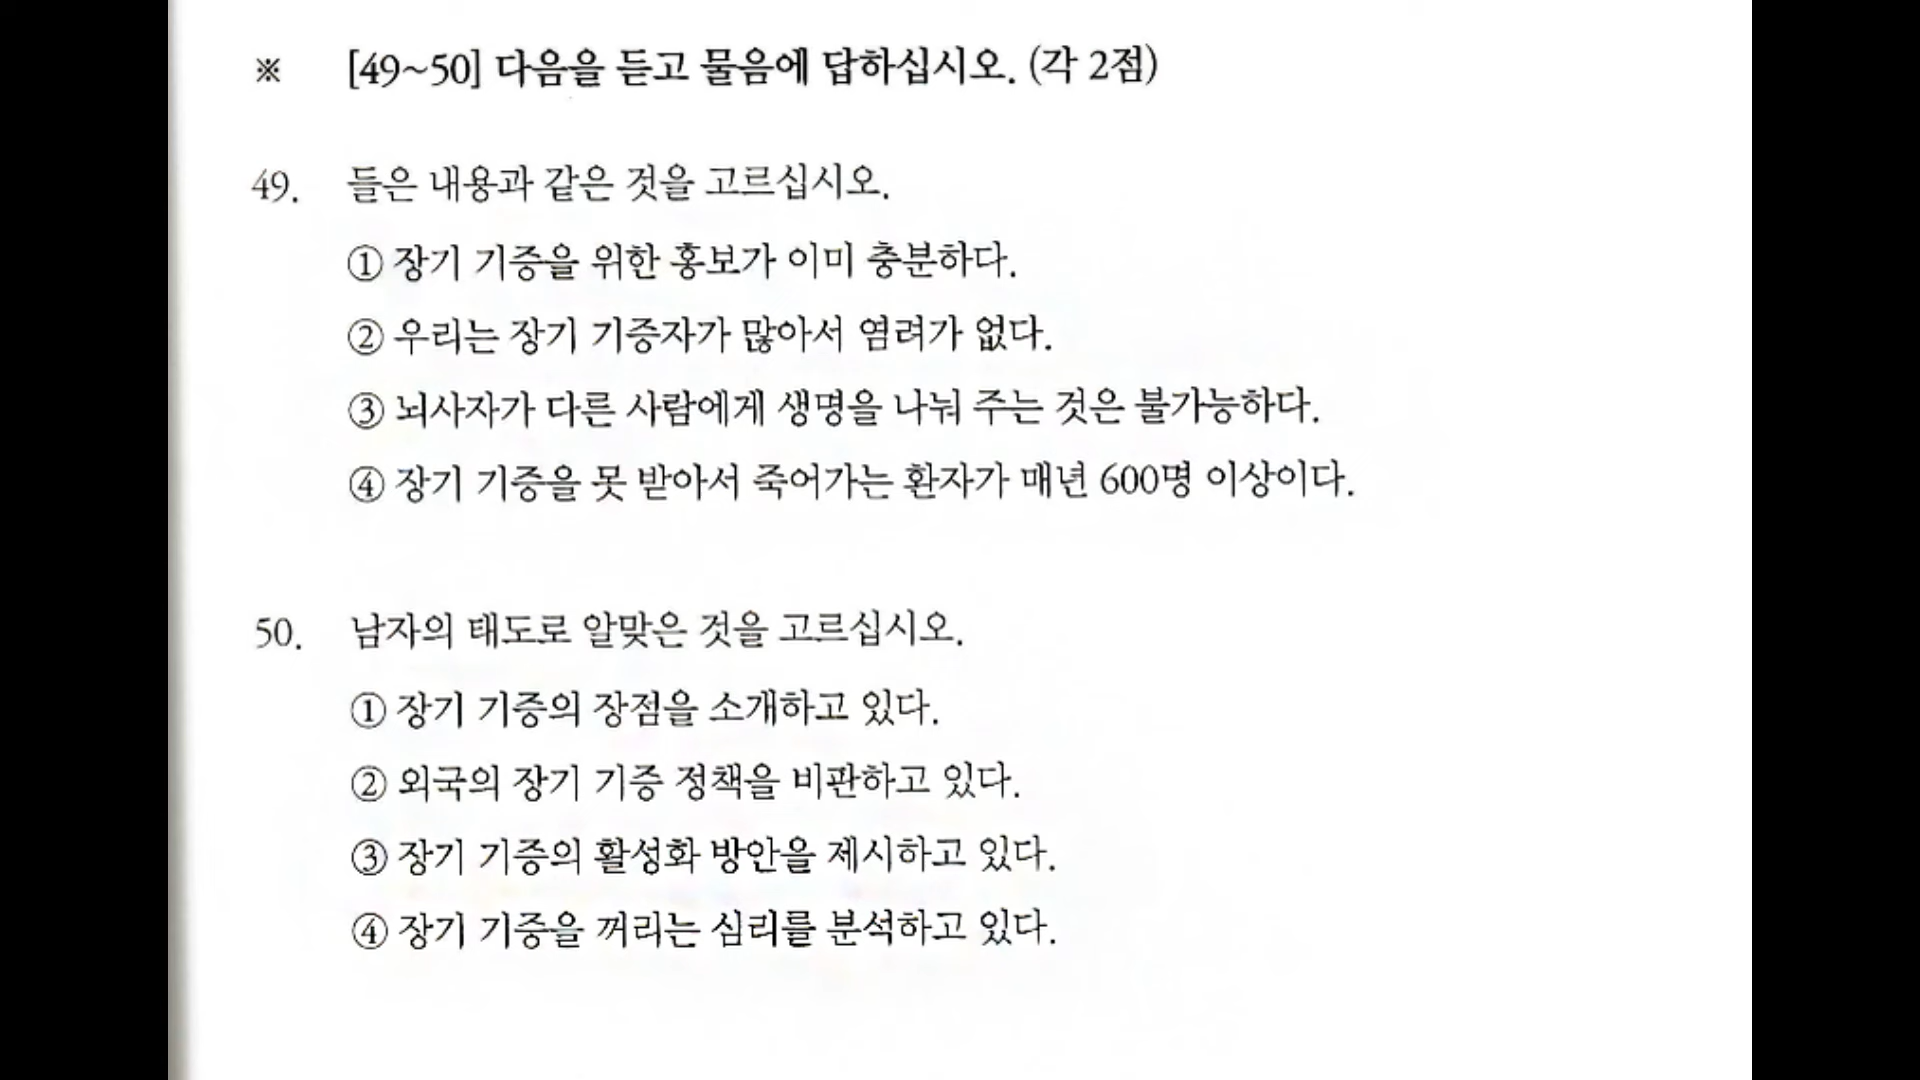 ※ [49~50] 다음을 듣고 물음에 답하십시오. (각 2점)
49. 들은 내용과 같은 것을 고르십시오.
① 장기 기증을 위한 홍보가 이미 충분하다.
② 우리는 장기 기증자가 많아서 염려가 없다.
③ 뇌사자가 다른 사람에게 생명을 나눠 주는 것은 불가능하다.
④ 장기 기증을 못 받아서 죽어가는 환자가 매년 600명 이상이다.
50. 남자의 태도로 알맞은 것을 고르십시오.
① 장기 기증의 장점을 소개하고 있다.
② 외국의 장기 기증 정책을 비판하고 있다.
③ 장기 기증의 활성화 방안을 제시하고 있다.
④ 장기 기증을 꺼리는 심리를 분석하고 있다.